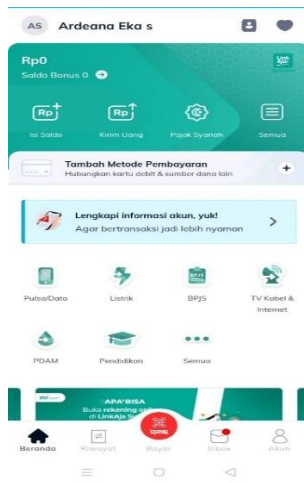 AS Ardeana Eka s
Rp0
Saldo Bonus 0
Isi Saldo
Kirim Uang
Pojok Syariah
Semua
Tambah Metode Pembayaran
Hubungkan kartu debit & sumber dana lain
Lengkapi informasi akun, yuk!
Agar bertransaksi jadi lebih nyaman
Pulsa/Data
Listrik
BPJS
TV Kabel & Internet
PDAM
Pendidikan
Semua
APA'BISA
Buka rekening
di LinkAja
Beranda
Riwayat
Bayar
Inbox
Akun